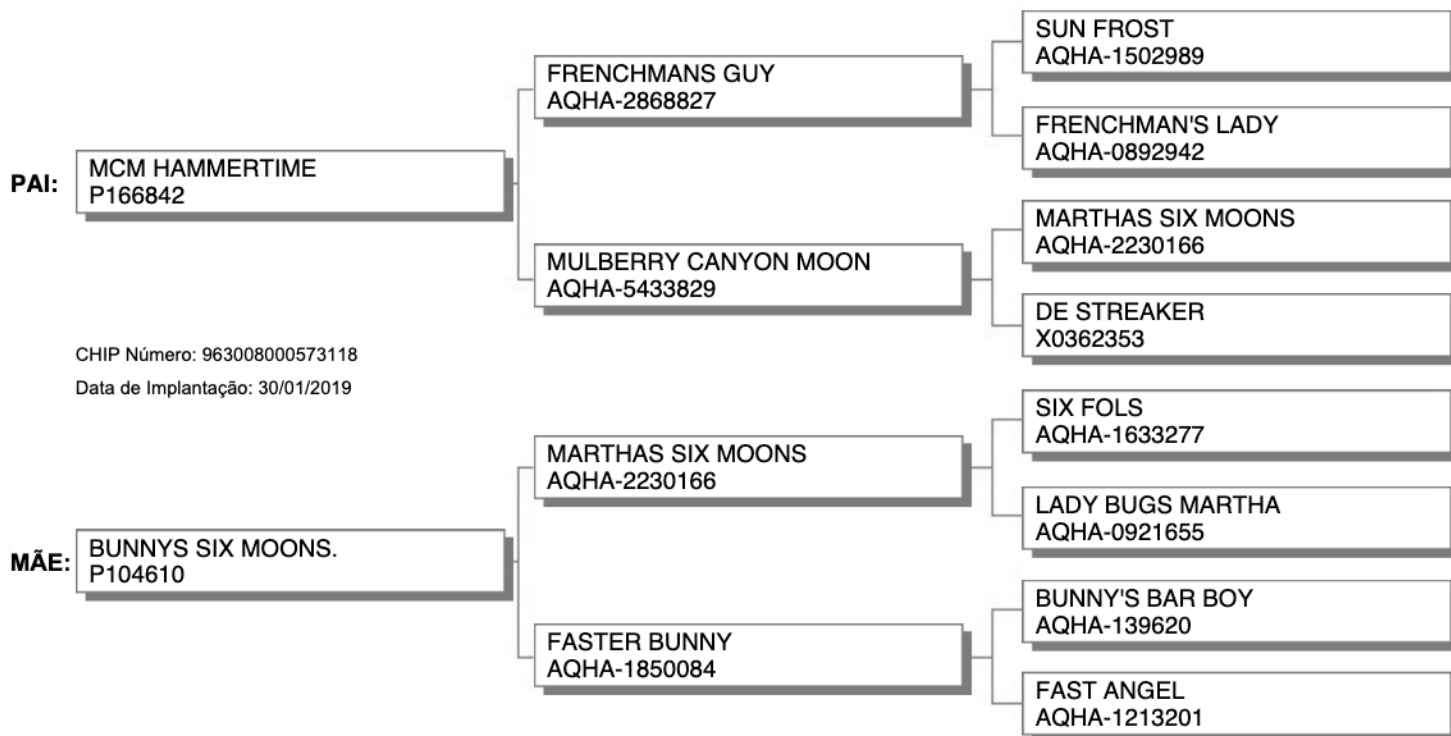 PAI:
MCM HAMMERTIME
P166842
FRENCHMANS GUY
AQHA-2868827
SUN FROST
AQHA-1502989
FRENCHMAN'S LADY
AQHA-0892942
MULBERRY CANYON MOON
AQHA-5433829
MARTHAS SIX MOONS
AQHA-2230166
DE STREAKER
X0362353
CHIP Número: 963008000573118
Data de Implantação: 30/01/2019
MÃE:
BUNNYS SIX MOONS.
P104610
MARTHAS SIX MOONS
AQHA-2230166
SIX FOLS
AQHA-1633277
LADY BUGS MARTHA
AQHA-0921655
FASTER BUNNY
AQHA-1850084
BUNNY'S BAR BOY
AQHA-139620
FAST ANGEL
AQHA-1213201